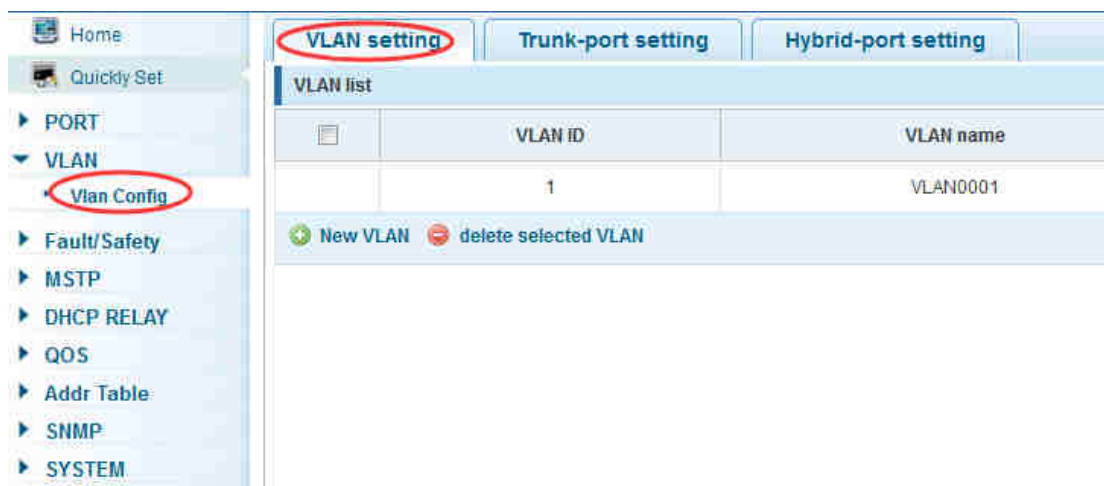 Home
Quickly Set
PORT
VLAN
Vlan Config
Fault/Safety
MSTP
DHCP RELAY
QOS
Addr Table
SNMP
SYSTEM
VLAN setting
Trunk-port setting
Hybrid-port setting
VLAN list
VLAN ID
VLAN name
1
VLAN0001
New VLAN
delete selected VLAN